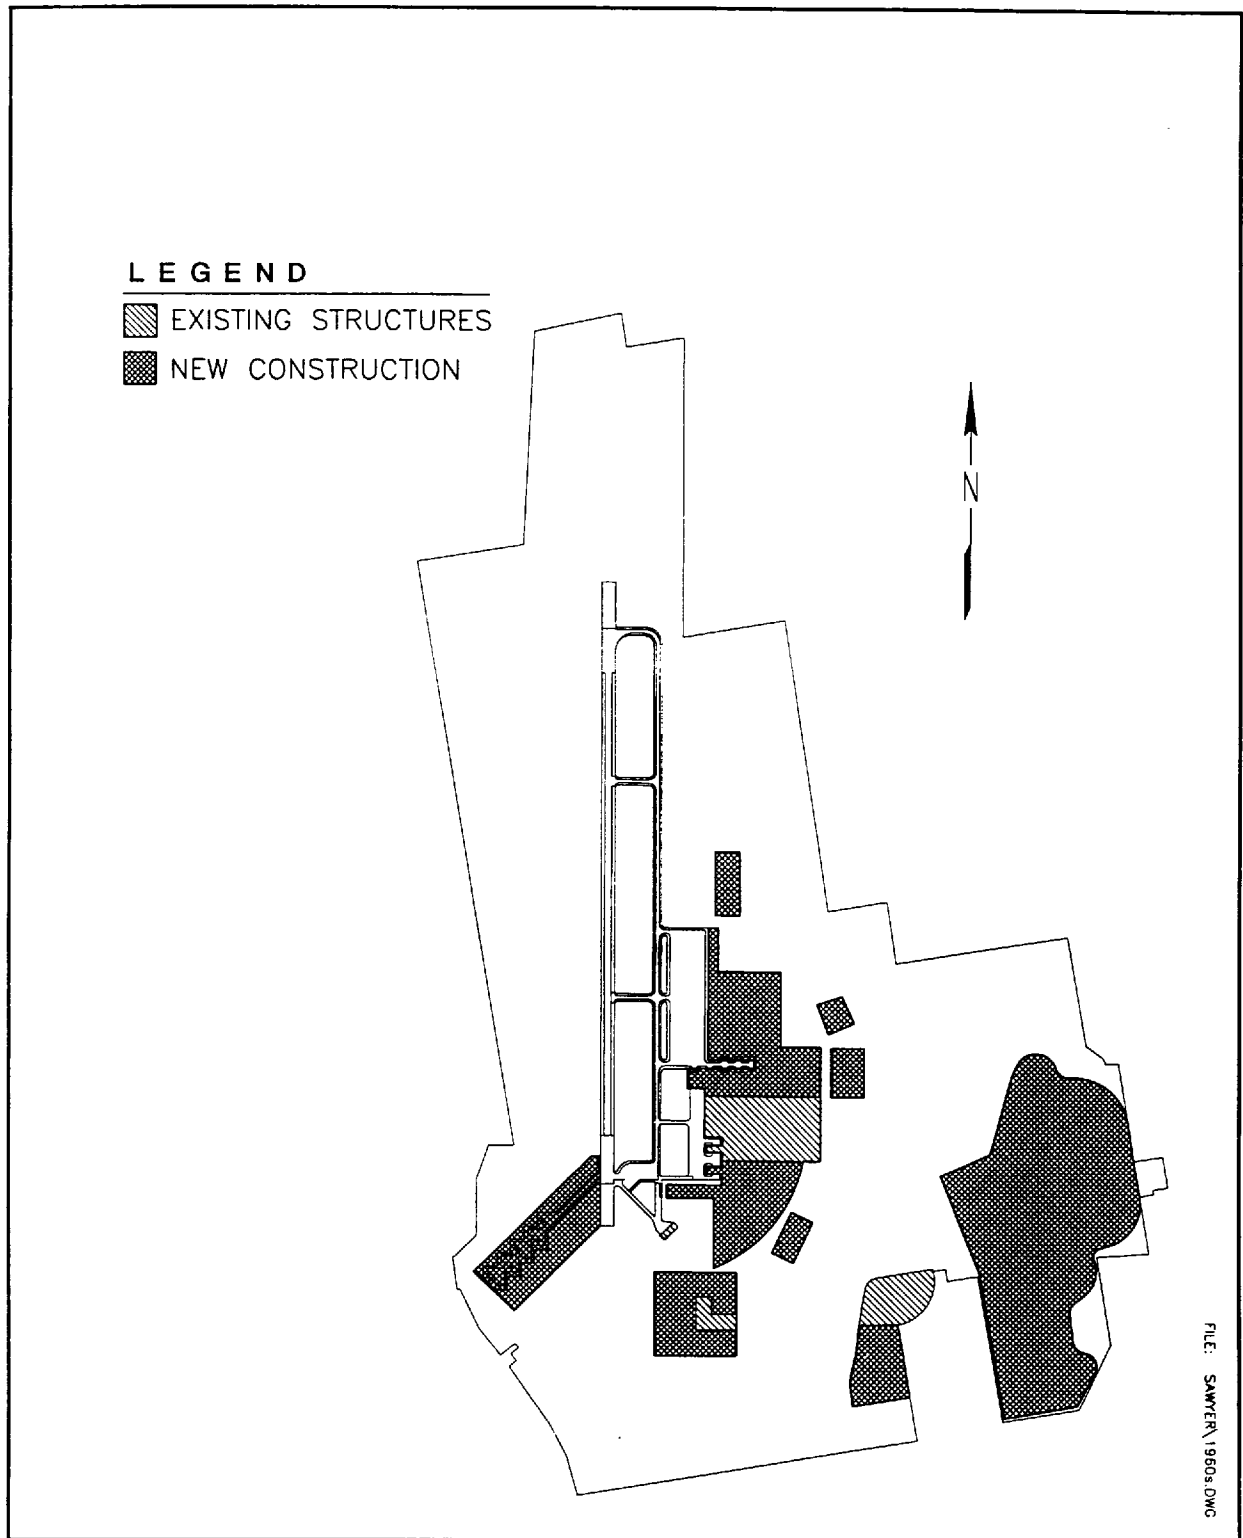 LEGEND
EXISTING STRUCTURES
NEW CONSTRUCTION
N
FILE: SAWYER\1960s.DWG